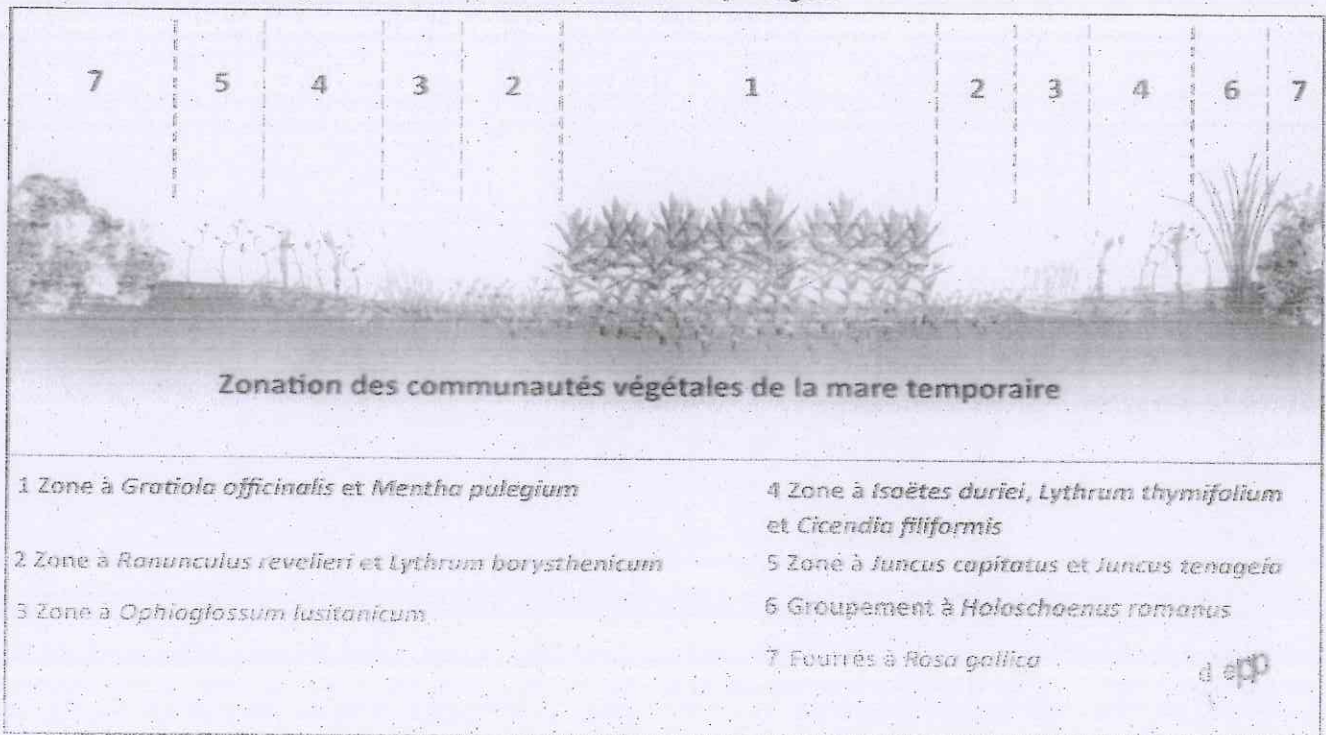 7 5 4 3 2 1 2 3 4 6 7
Zonation des communautés végétales de la mare temporaire
1 Zone à Gratiola officinalis et Mentha pulegium
2 Zone à Ranunculus revelieri et Lythrum borysthenicum
3 Zone à Ophioglossum lusitanicum
4 Zone à Isoëtes duriei, Lythrum thymifolium
et Cicendia filiformis
5 Zone à Juncus capitatus et Juncus tenageia
6 Groupement à Holoschoenus romanus
7 Fourrés à Rosa gallica